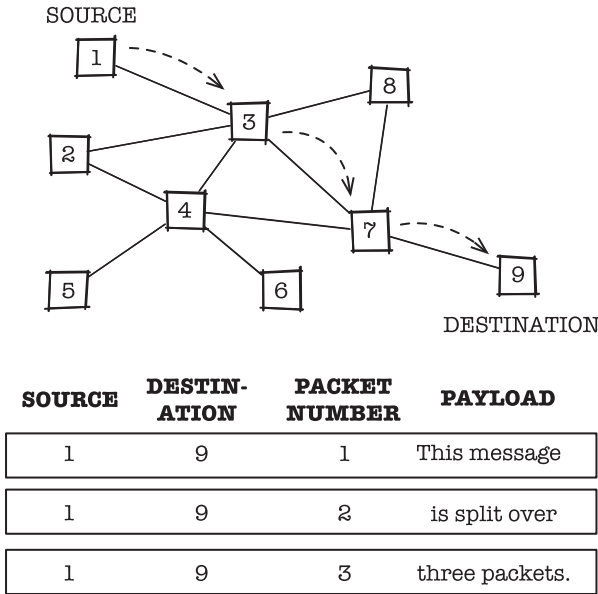 SOURCE
1
8
3
2
4
7
9
5
6
DESTINATION
SOURCE DESTIN-ATION PACKET NUMBER PAYLOAD
1 9 1 This message
1 9 2 is split over
1 9 3 three packets.